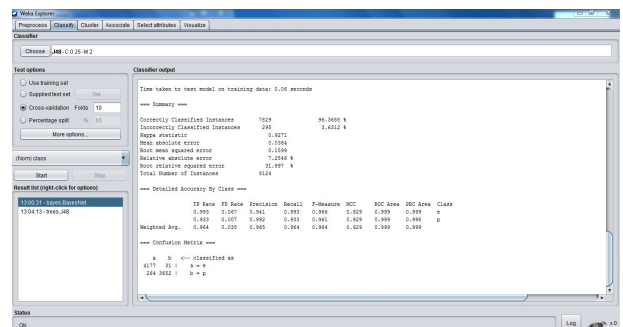 Weka Explorer
Preprocess Classify Cluster Associate Select attributes Visualize
Classifier
Choose J48 -C 0.25 -M 2
Test options
Use training set
Supplied test set Set...
Cross-validation Folds 10
Percentage split %
More options...
(Nom) class
Start Stop
Result list (right-click for options)
13:00:31 - bayes.BayesNet
13:04:13 - trees.J48
Classifier output
Time taken to test model on training data: 0.06 seconds
=== Summary ===
Correctly Classified Instances 7829 96.3688 %
Incorrectly Classified Instances 295 3.6312 %
Kappa statistic 0.9271
Mean absolute error 0.0364
Root mean squared error 0.1599
Relative absolute error 7.2846 %
Root relative squared error 31.997 %
Total Number of Instances 8124
=== Detailed Accuracy By Class ===
TP Rate FP Rate Precision Recall F-Measure MCC ROC Area PRC Area Class
0.993 0.067 0.941 0.993 0.966 0.929 0.999 0.999 e
0.933 0.007 0.992 0.933 0.961 0.929 0.999 0.998 p
Weighted Avg. 0.964 0.038 0.965 0.964 0.964 0.929 0.999 0.999
=== Confusion Matrix ===
a b <-- classified as
4177 31 | a = e
264 3652 | b = p
Status
OK
Log x 0